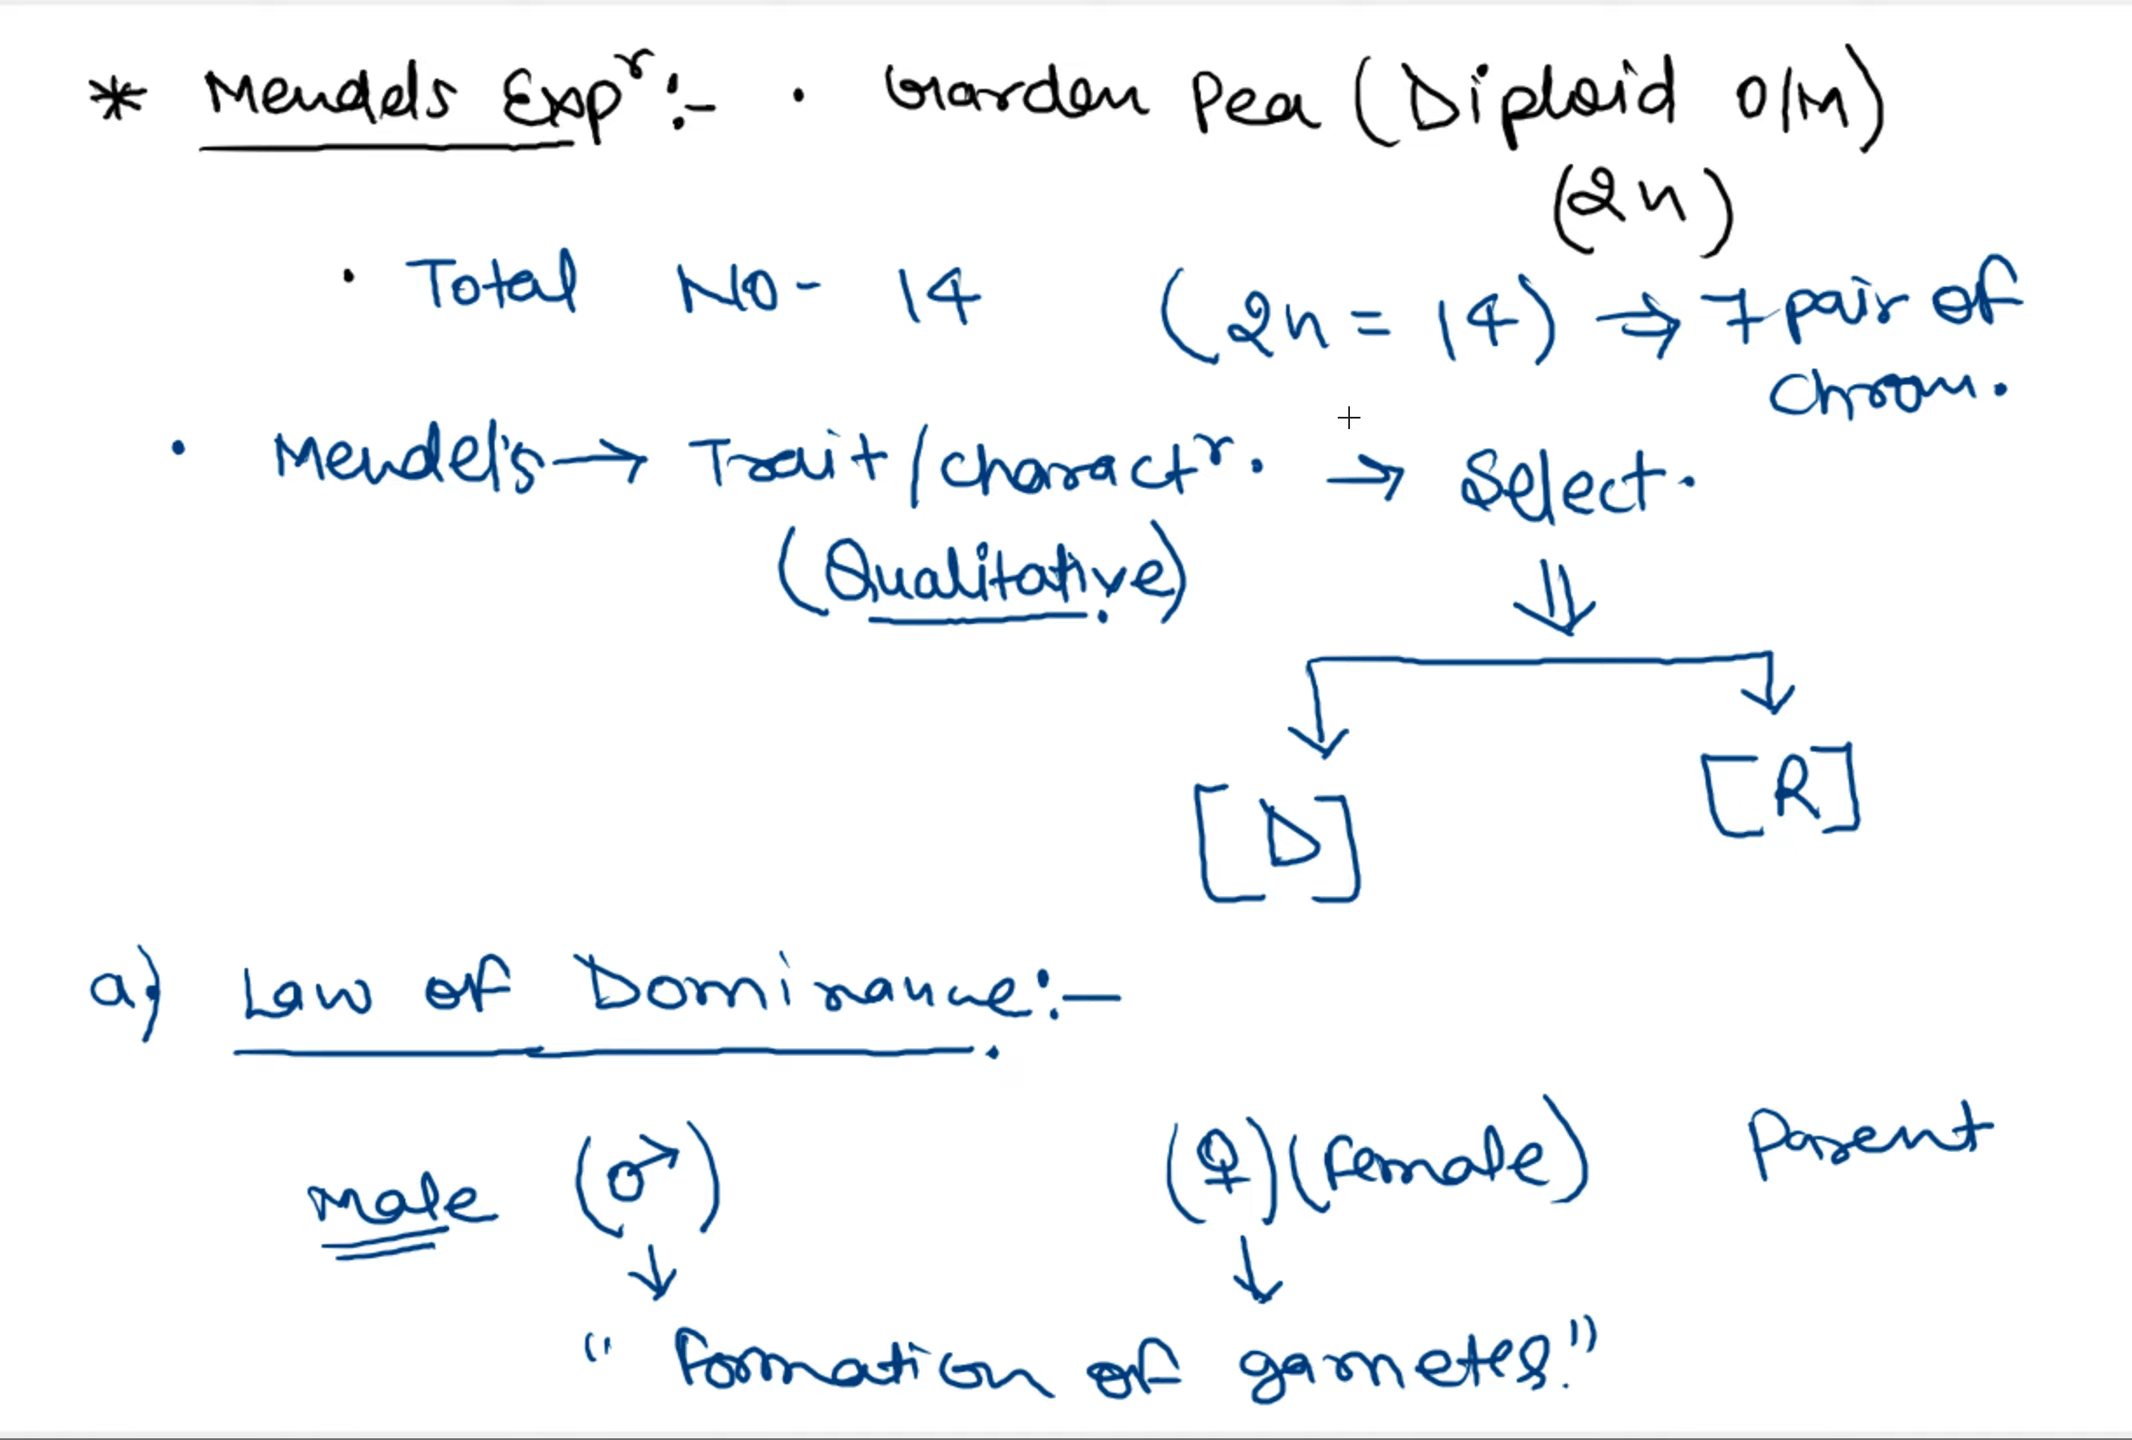 * Mendels Expr :- • Garden Pea (Diploid O/M)
(2n)
• Total NO - 14 (2n = 14) → 7 pair of
Chrom.
• Mendel's → Trait/charactr. → Select.
(Qualitative)
[D] [R]
a) Law of Dominance :-
male (♂) (♀) (female) Parent
"Formation of gametes."